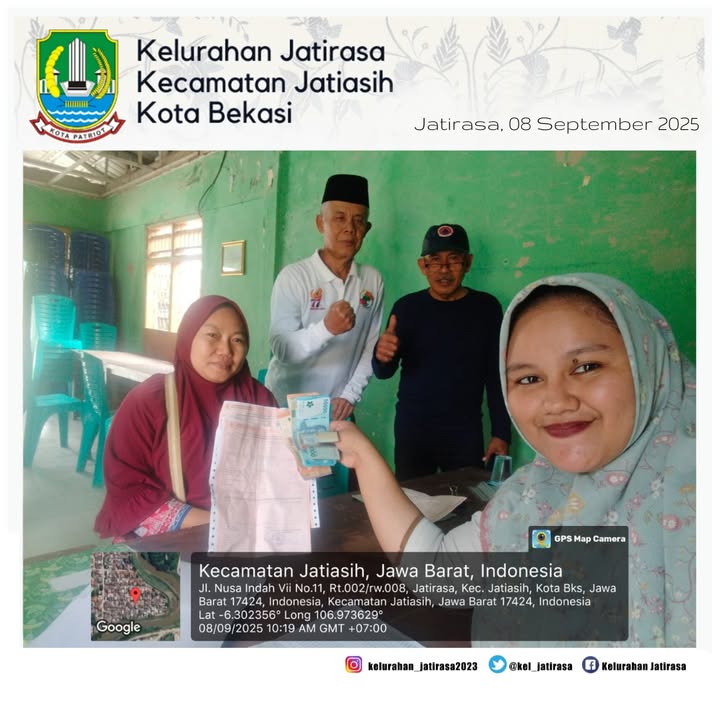 Kelurahan Jatirasa
Kecamatan Jatiasih
Kota Bekasi
KOTA PATRIOT
Jatirasa, 08 September 2025
GPS Map Camera
Kecamatan Jatiasih, Jawa Barat, Indonesia
Jl. Nusa Indah Vii No.11, Rt.002/rw.008, Jatirasa, Kec. Jatiasih, Kota Bks, Jawa
Barat 17424, Indonesia, Kecamatan Jatiasih, Jawa Barat 17424, Indonesia
Lat -6.302356° Long 106.973629°
08/09/2025 10:19 AM GMT +07:00
Google
kelurahan_jatirasa2023 @kel_jatirasa Kelurahan Jatirasa